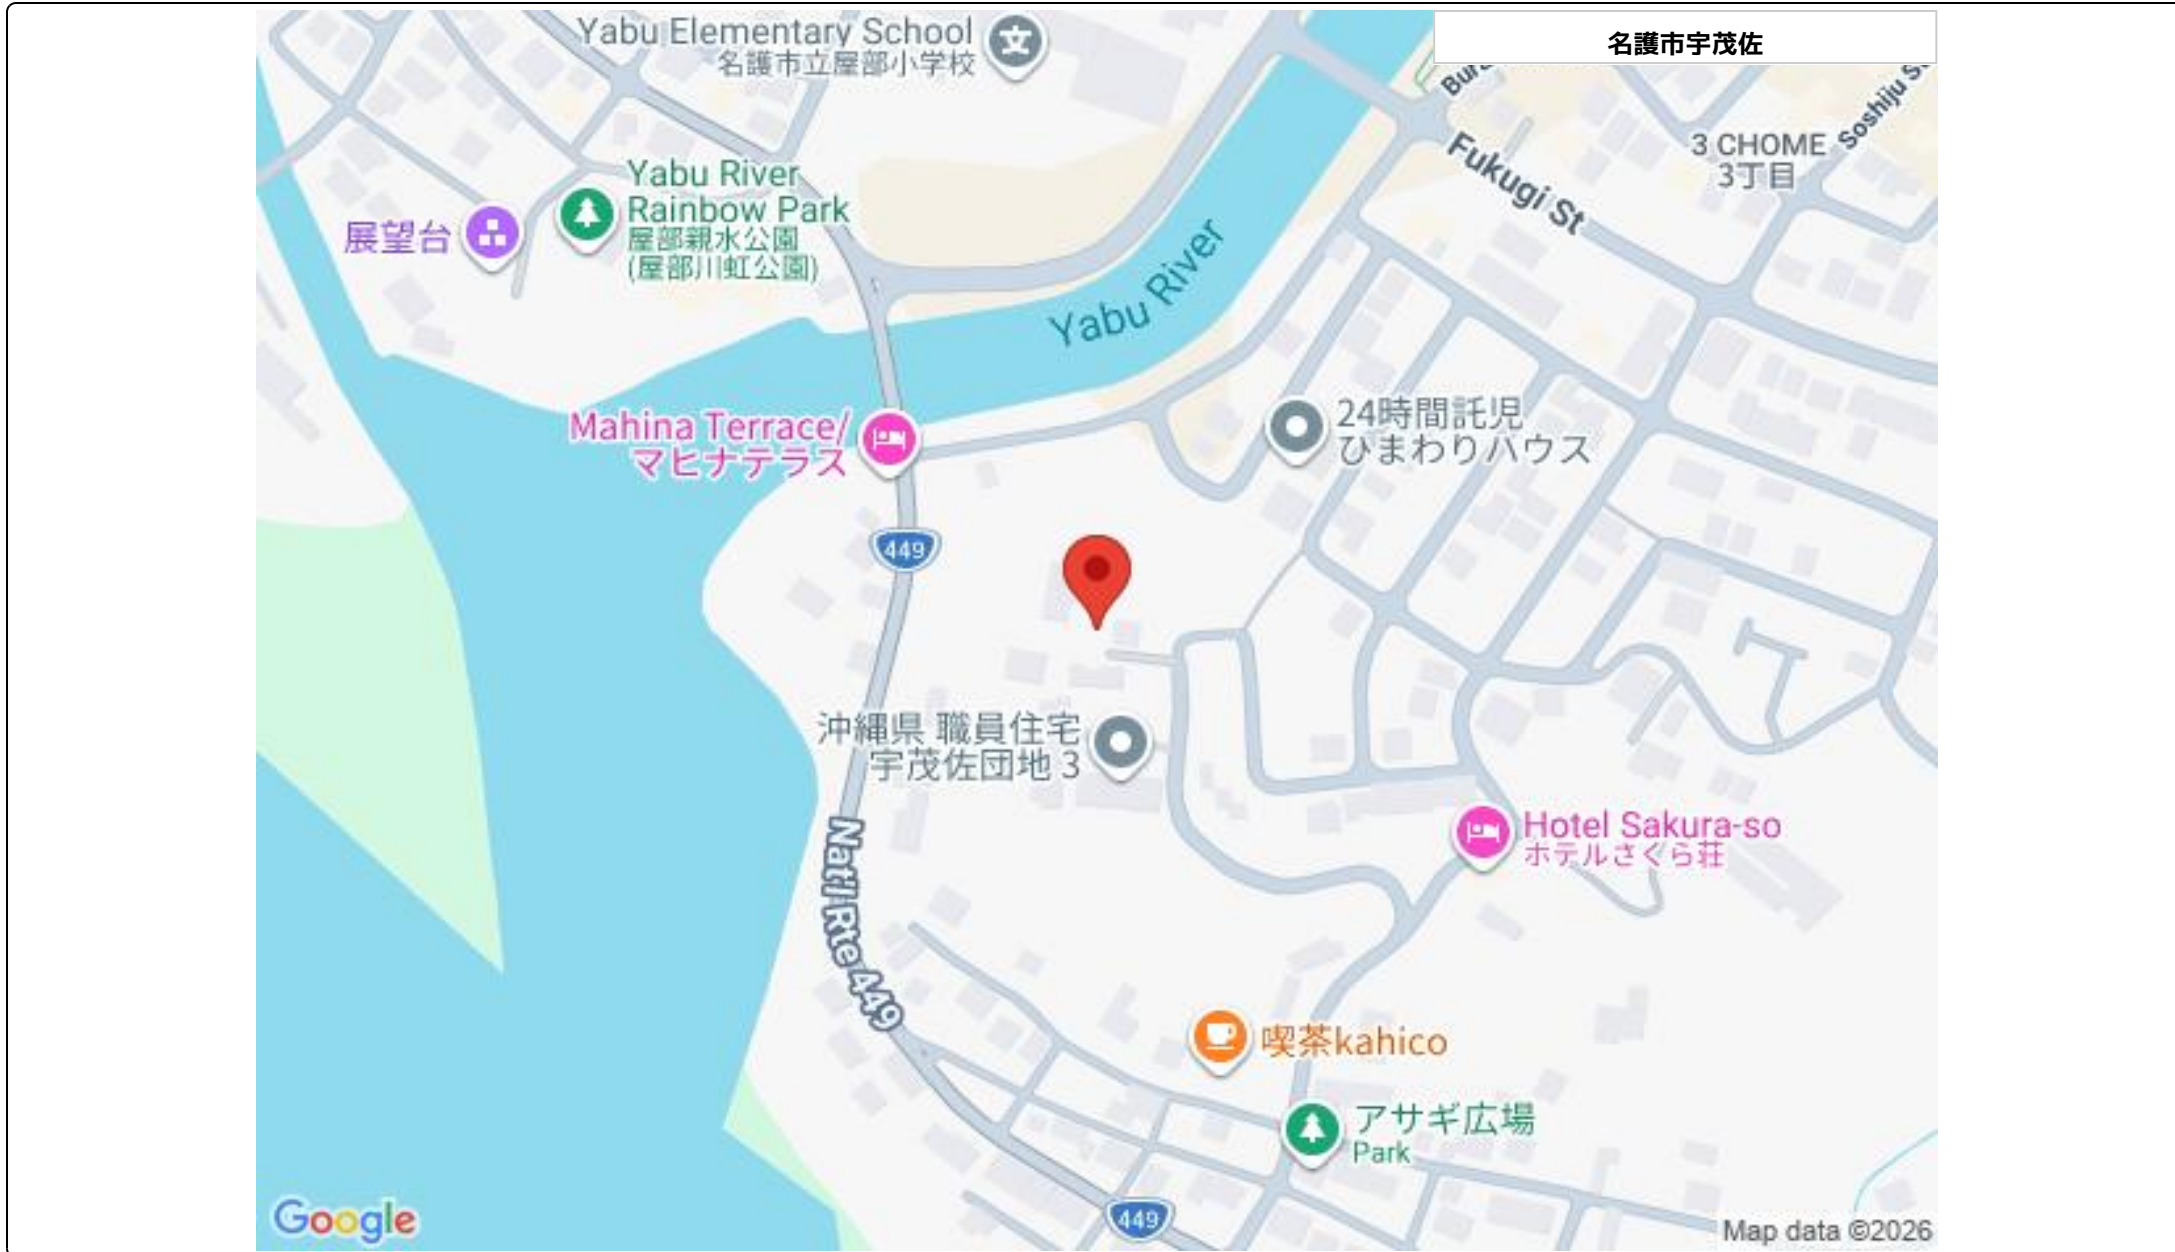 名護市宇茂佐
Yabu Elementary School
名護市立屋部小学校
3 CHOME
3丁目
Fukugi St
Yabu River
Rainbow Park
屋部親水公園
(屋部川虹公園)
展望台
Yabu River
Mahina Terrace/
マヒナテラス
24時間託児
ひまわりハウス
449
沖縄県 職員住宅
宇茂佐団地 3
Hotel Sakura-so
ホテルさくら荘
Nat'l Rte 449
喫茶kahico
アサギ広場
Park
449
Google
Map data ©2026